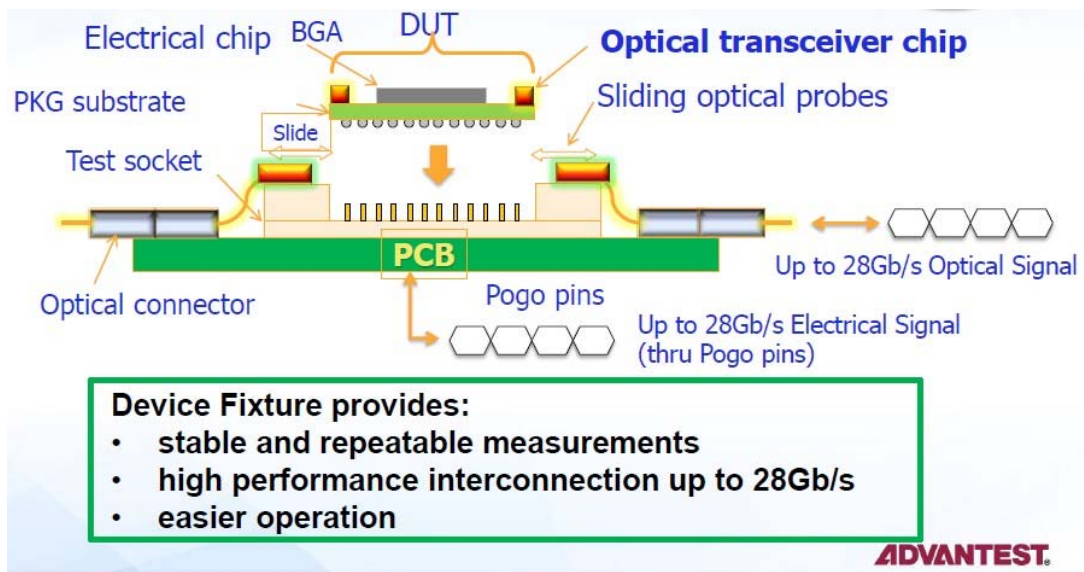 Electrical chip
BGA
DUT
Optical transceiver chip
PKG substrate
Sliding optical probes
Slide
Test socket
PCB
Up to 28Gb/s Optical Signal
Optical connector
Pogo pins
Up to 28Gb/s Electrical Signal
(thru Pogo pins)
Device Fixture provides:
• stable and repeatable measurements
• high performance interconnection up to 28Gb/s
• easier operation
ADVANTEST®